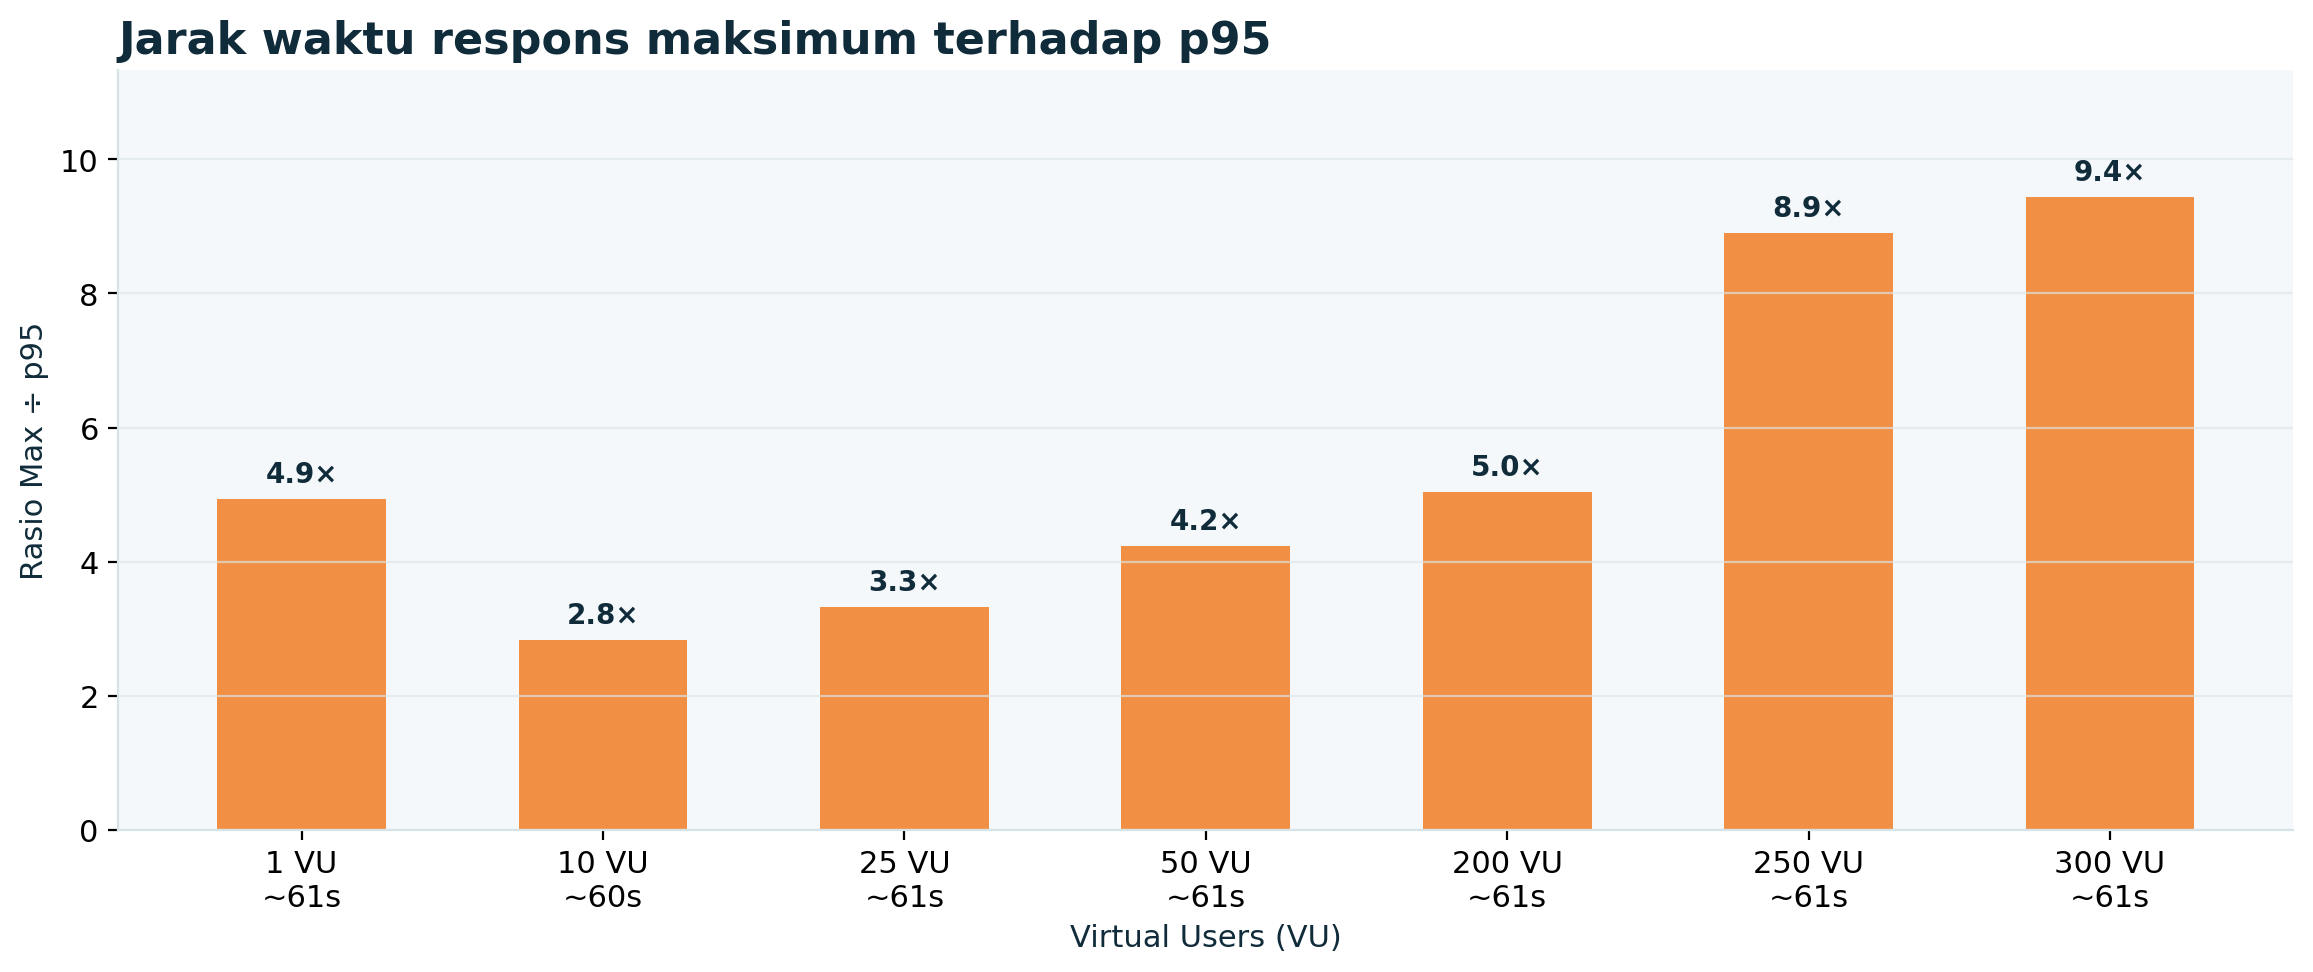 Jarak waktu respons maksimum terhadap p95
Rasio Max ÷ p95
10
8
6
4
2
0
4.9×
2.8×
3.3×
4.2×
5.0×
8.9×
9.4×
1 VU
~61s
10 VU
~60s
25 VU
~61s
50 VU
~61s
200 VU
~61s
250 VU
~61s
300 VU
~61s
Virtual Users (VU)